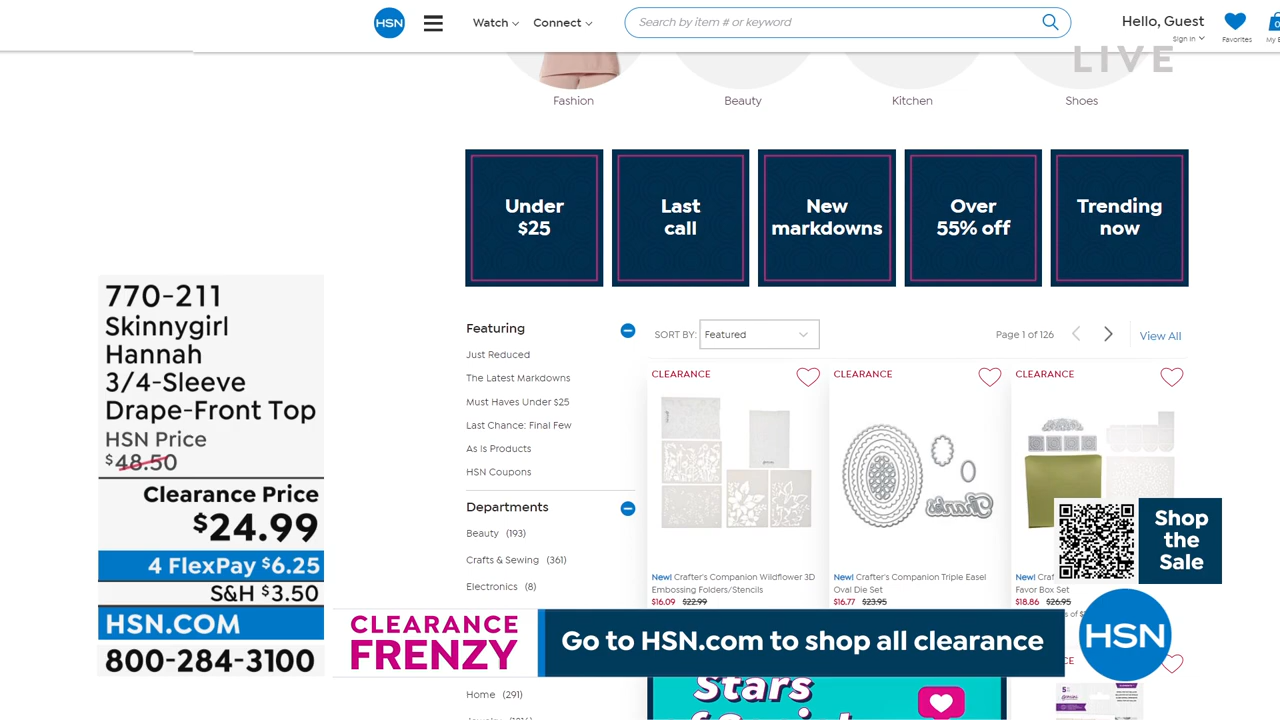 HSN
Watch
Connect
Search by item # or keyword
Hello, Guest
Sign In
Favorites
0
LIVE
Fashion
Beauty
Kitchen
Shoes
Under
$25
Last
call
New
markdowns
Over
55% off
Trending
now
770-211
Skinnygirl
Hannah
3/4-Sleeve
Drape-Front Top
HSN Price
$48.50
Clearance Price
$24.99
4 FlexPay $6.25
S&H $3.50
HSN.COM
800-284-3100
Featuring
Just Reduced
The Latest Markdowns
Must Haves Under $25
Last Chance: Final Few
As Is Products
HSN Coupons
Departments
Beauty (193)
Crafts & Sewing (361)
Electronics (8)
Home (291)
SORT BY: Featured
Page 1 of 126
View All
CLEARANCE
CLEARANCE
CLEARANCE
Thanks
New! Crafter's Companion Wildflower 3D
Embossing Folders/Stencils
$16.09 $22.99
New! Crafter's Companion Triple Easel
Oval Die Set
$16.77 $23.95
New!
Favor Box Set
$18.86 $26.95
Shop
the
Sale
CLEARANCE
FRENZY
Go to HSN.com to shop all clearance
HSN
Stars